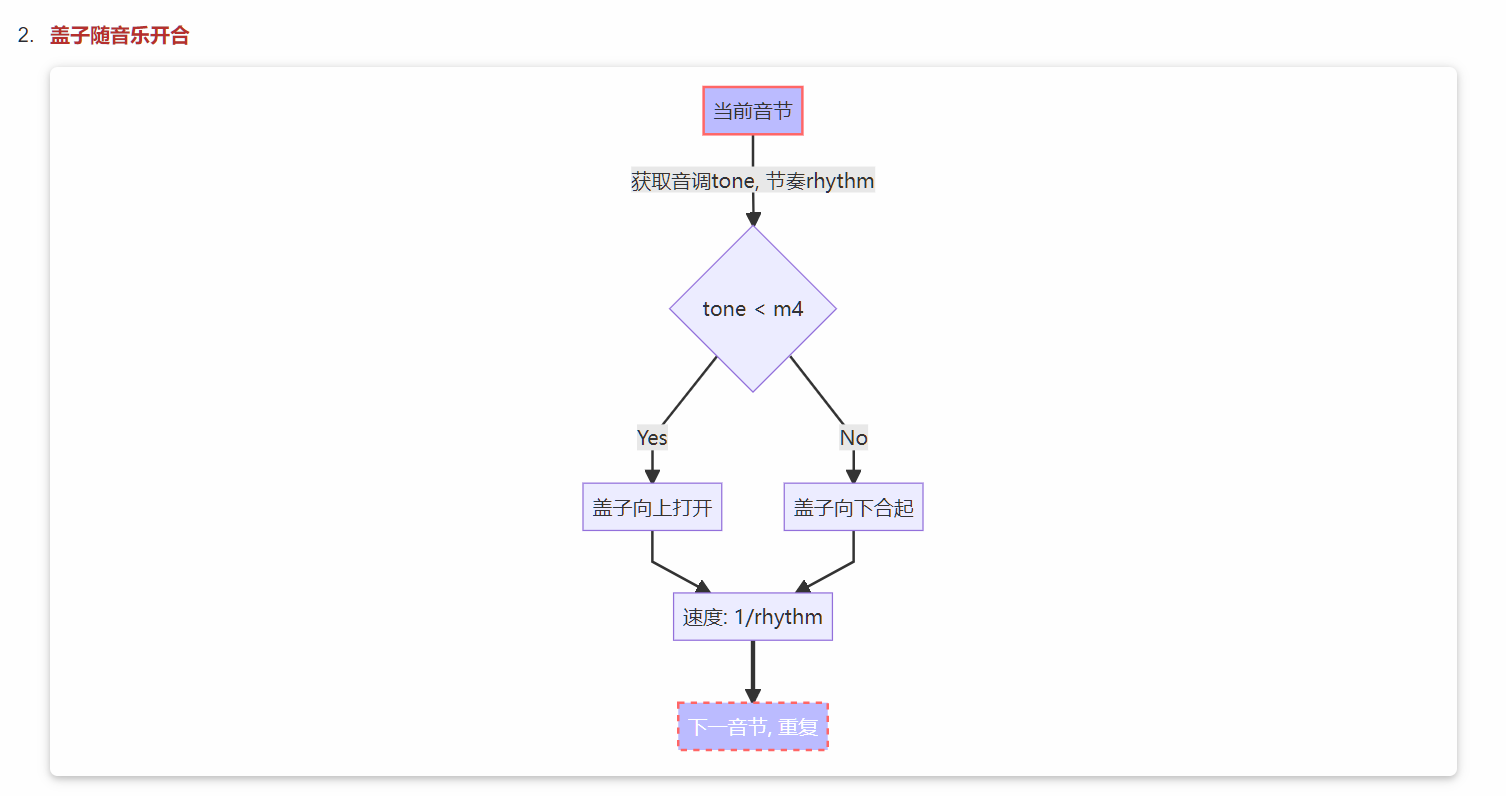 2. 盖子随音乐开合
当前音节
获取音调tone, 节奏rhythm
tone < m4
Yes
No
盖子向上打开
盖子向下合起
速度: 1/rhythm
下一音节, 重复